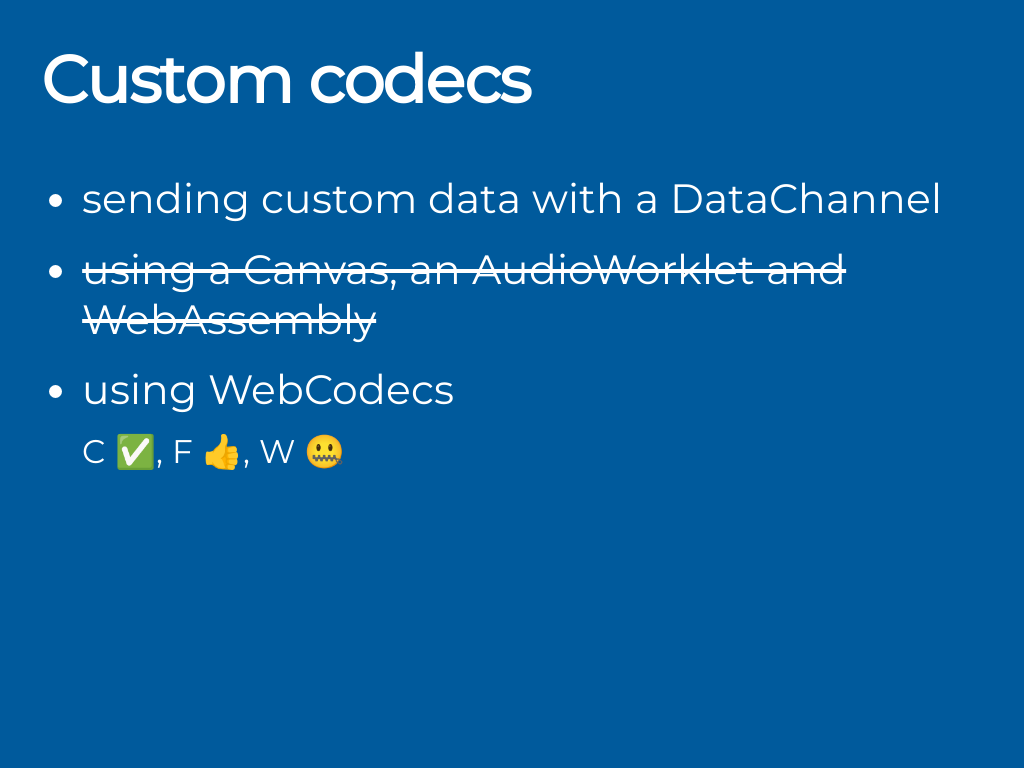 Custom codecs
• sending custom data with a DataChannel
• ~~using a Canvas, an AudioWorklet and~~
~~WebAssembly~~
• using WebCodecs
C ✅, F 👍, W 🤐